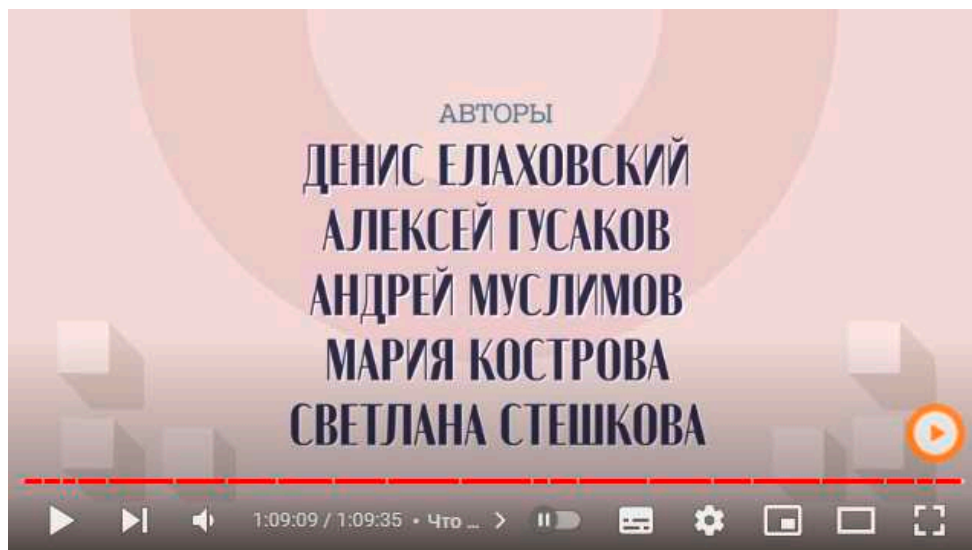 АВТОРЫ
ДЕНИС ЕЛАХОВСКИЙ
АЛЕКСЕЙ ГУСАКОВ
АНДРЕЙ МУСЛИМОВ
МАРИЯ КОСТРОВА
СВЕТЛАНА СТЕШКОВА
1:09:09 / 1:09:35 • Что ...